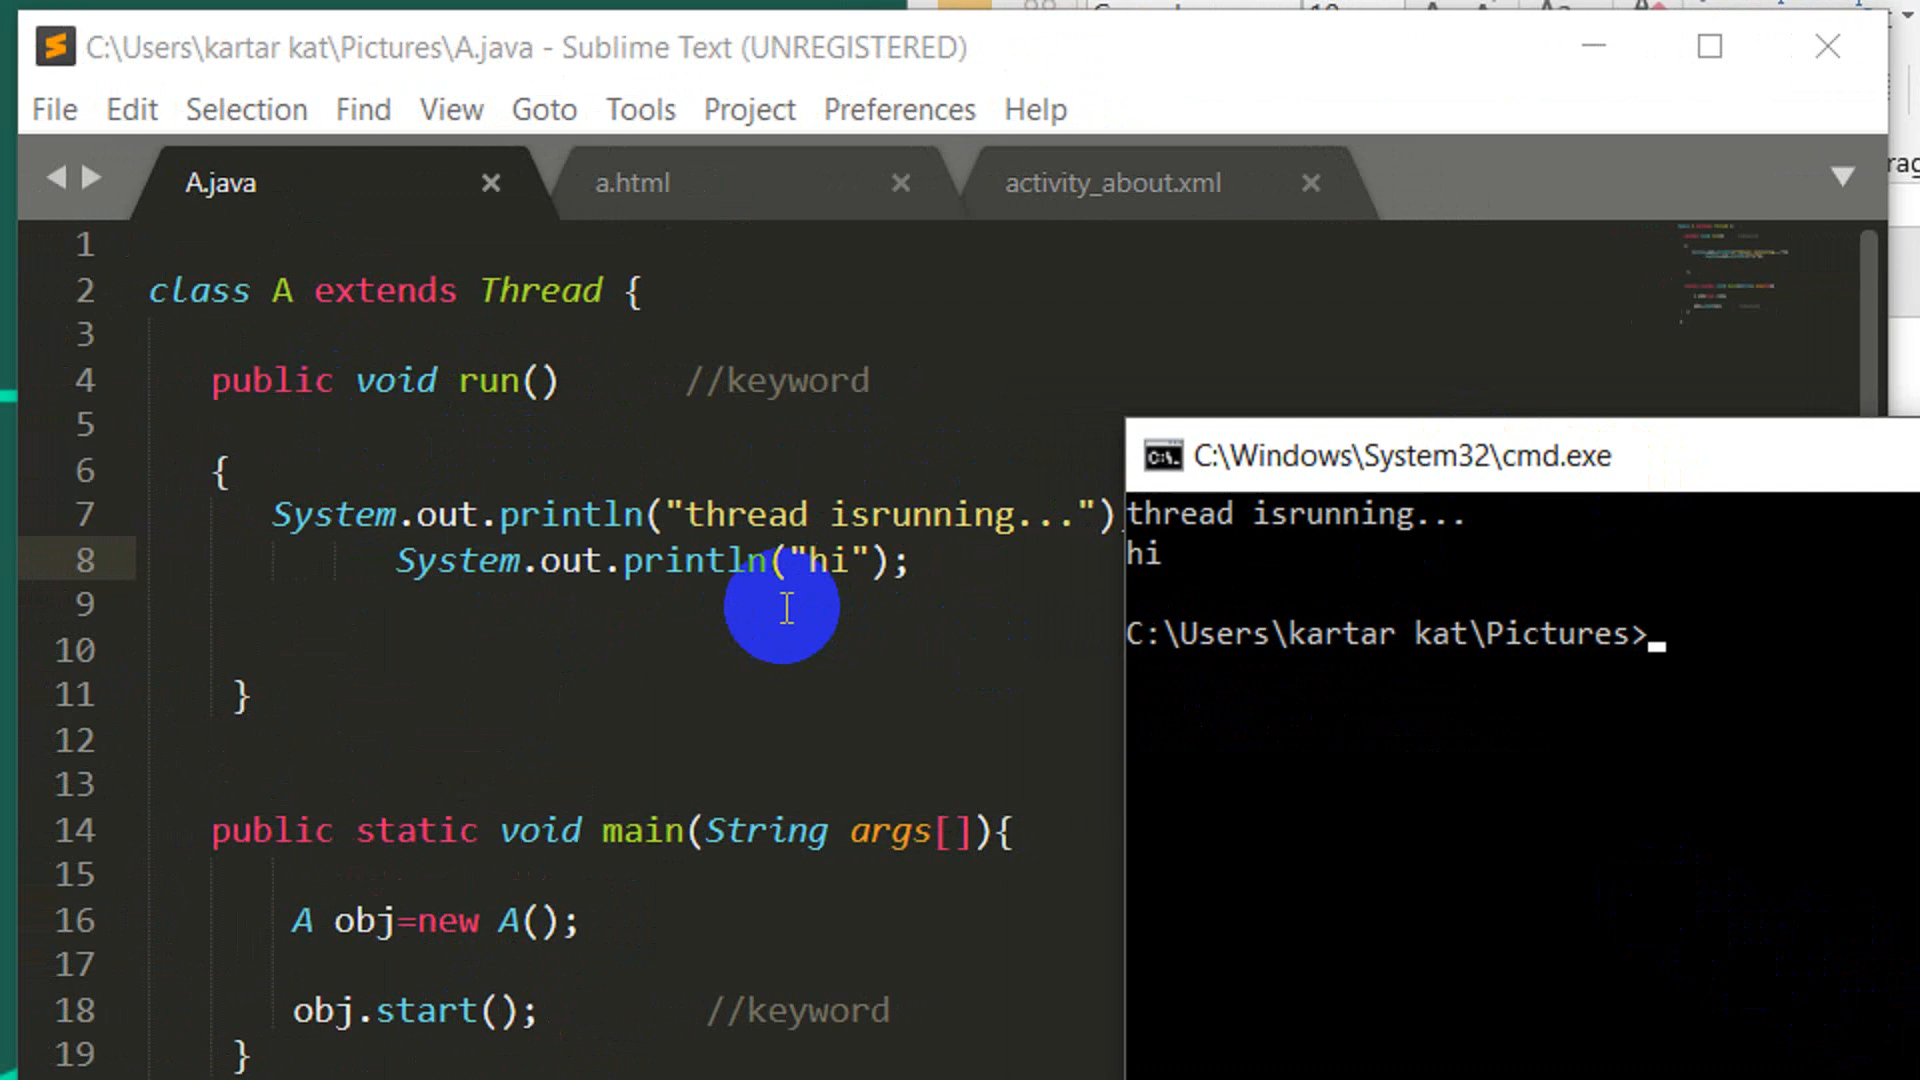 C:\Users\kartar kat\Pictures\A.java - Sublime Text (UNREGISTERED)
File Edit Selection Find View Goto Tools Project Preferences Help
A.java a.html activity_about.xml
1
2 class A extends Thread {
3
4 public void run() //keyword
5
6 {
7 System.out.println("thread isrunning...")
8 System.out.println("hi");
9
10
11 }
12
13
14 public static void main(String args[]){
15
16 A obj=new A();
17
18 obj.start(); //keyword
19 }
C:\Windows\System32\cmd.exe
thread isrunning...
hi
C:\Users\kartar kat\Pictures>